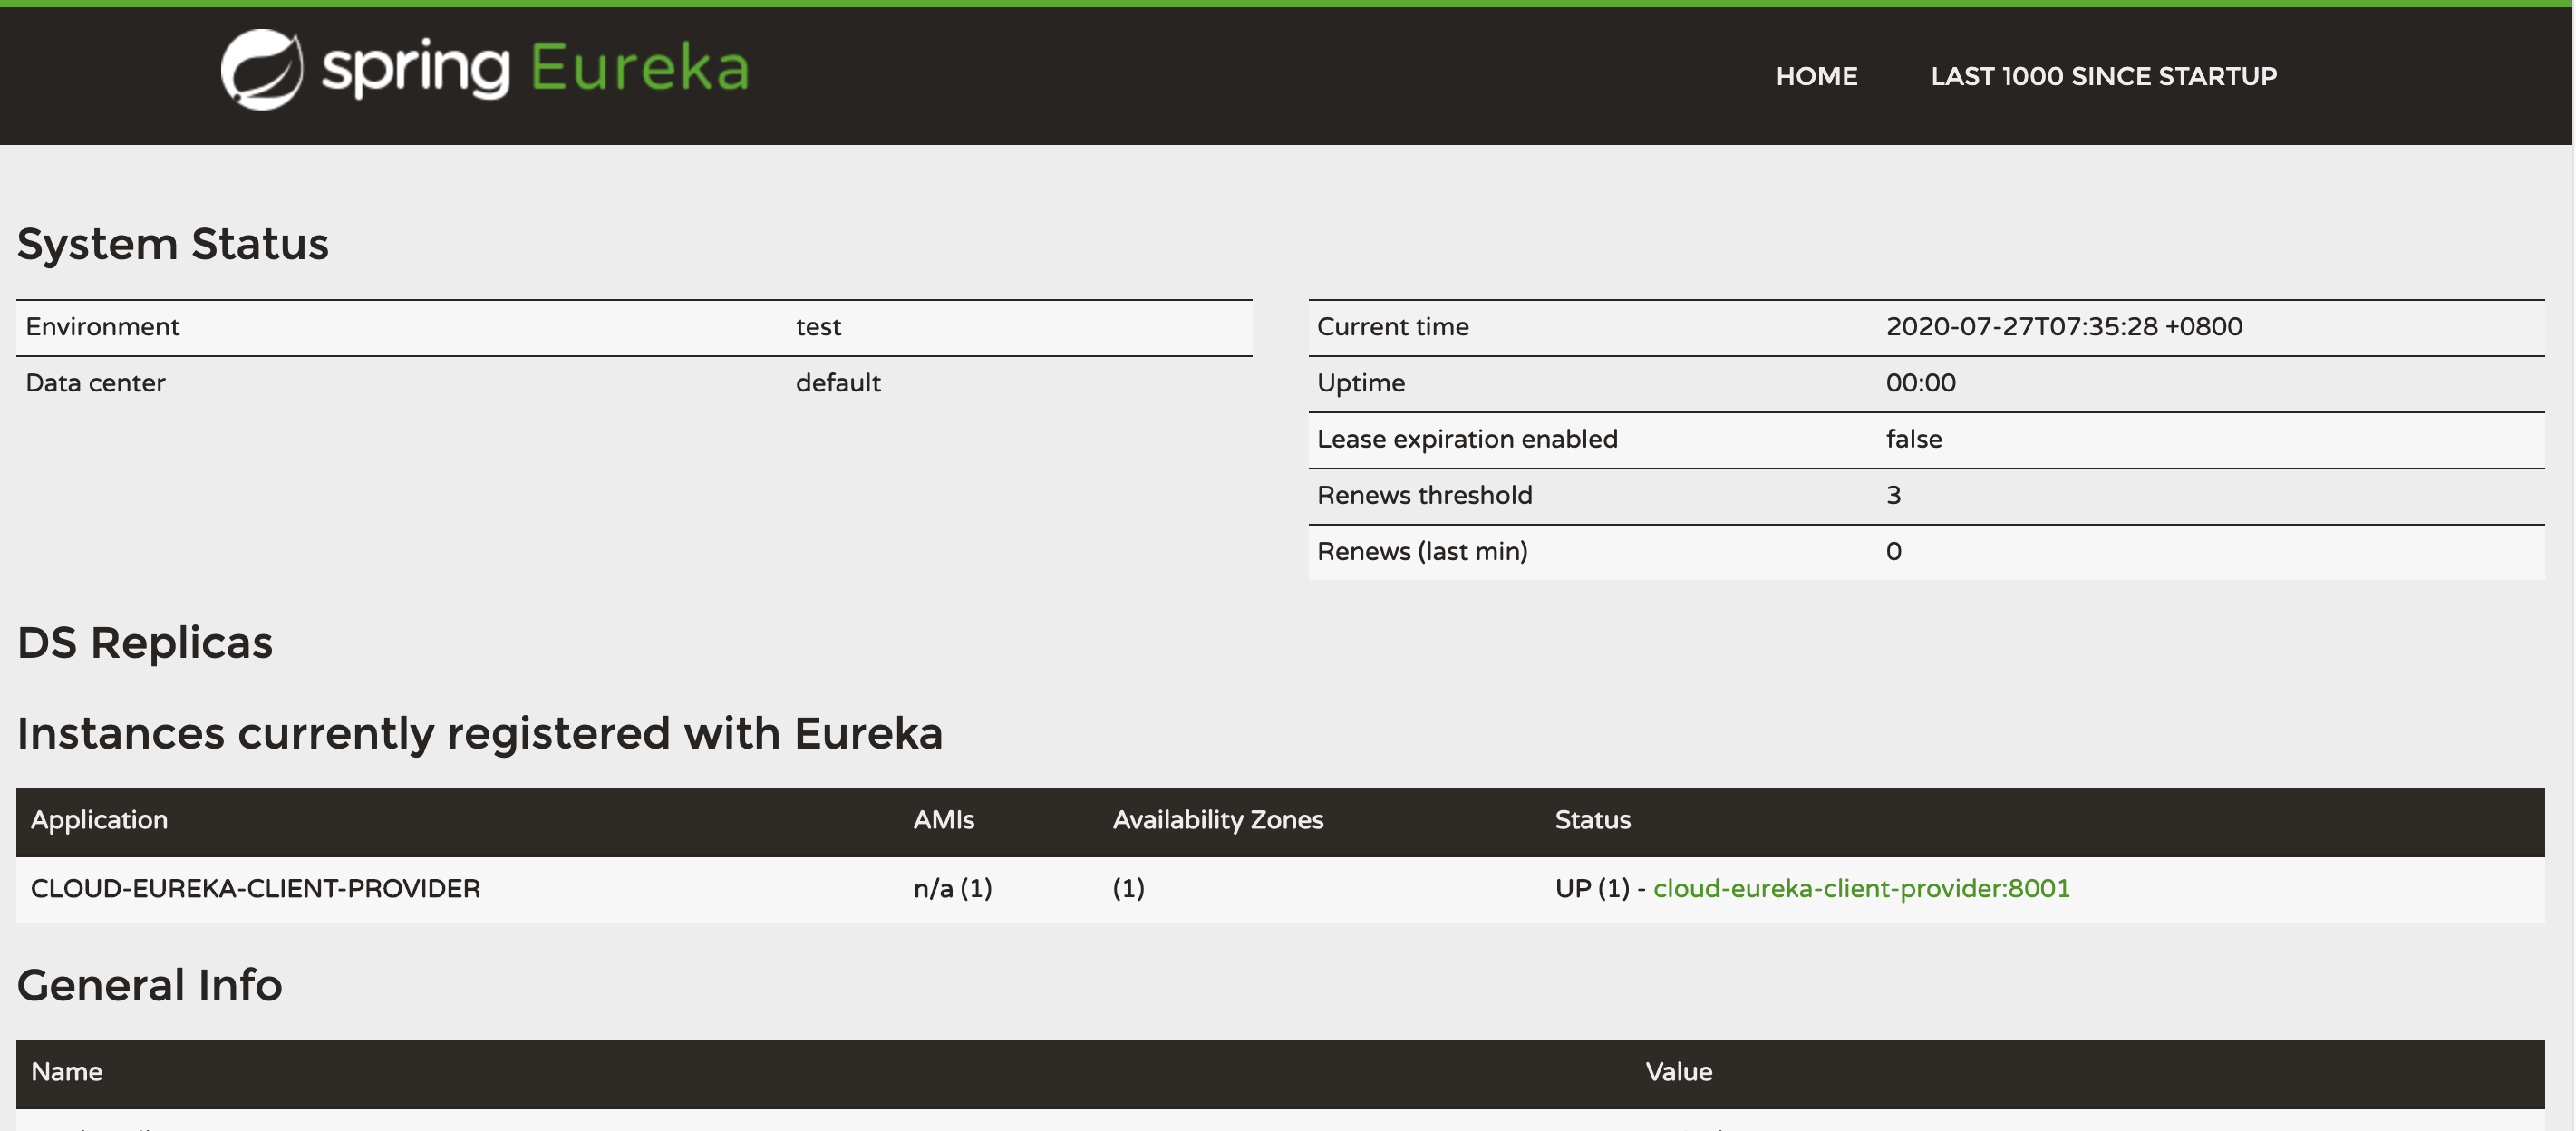 spring Eureka
HOME LAST 1000 SINCE STARTUP
System Status
Environment test
Data center default
Current time 2020-07-27T07:35:28 +0800
Uptime 00:00
Lease expiration enabled false
Renews threshold 3
Renews (last min) 0
DS Replicas
Instances currently registered with Eureka
Application AMIs Availability Zones Status
CLOUD-EUREKA-CLIENT-PROVIDER n/a (1) (1) UP (1) - cloud-eureka-client-provider:8001
General Info
Name Value